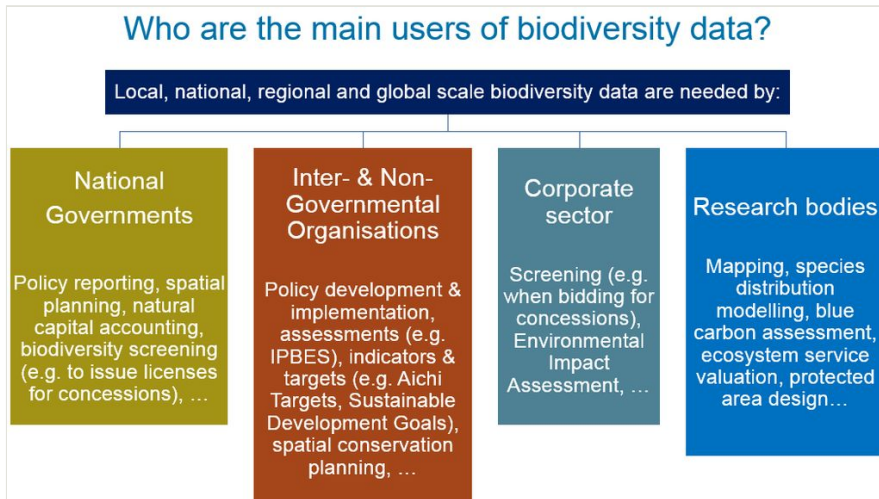 Who are the main users of biodiversity data?
Local, national, regional and global scale biodiversity data are needed by:
National
Governments
Policy reporting, spatial
planning, natural
capital accounting,
biodiversity screening
(e.g. to issue licenses
for concessions), …
Inter- & Non-
Governmental
Organisations
Policy development &
implementation,
assessments (e.g.
IPBES), indicators &
targets (e.g. Aichi
Targets, Sustainable
Development Goals),
spatial conservation
planning, …
Corporate
sector
Screening (e.g.
when bidding for
concessions),
Environmental
Impact
Assessment, …
Research bodies
Mapping, species
distribution
modelling, blue
carbon assessment,
ecosystem service
valuation, protected
area design…